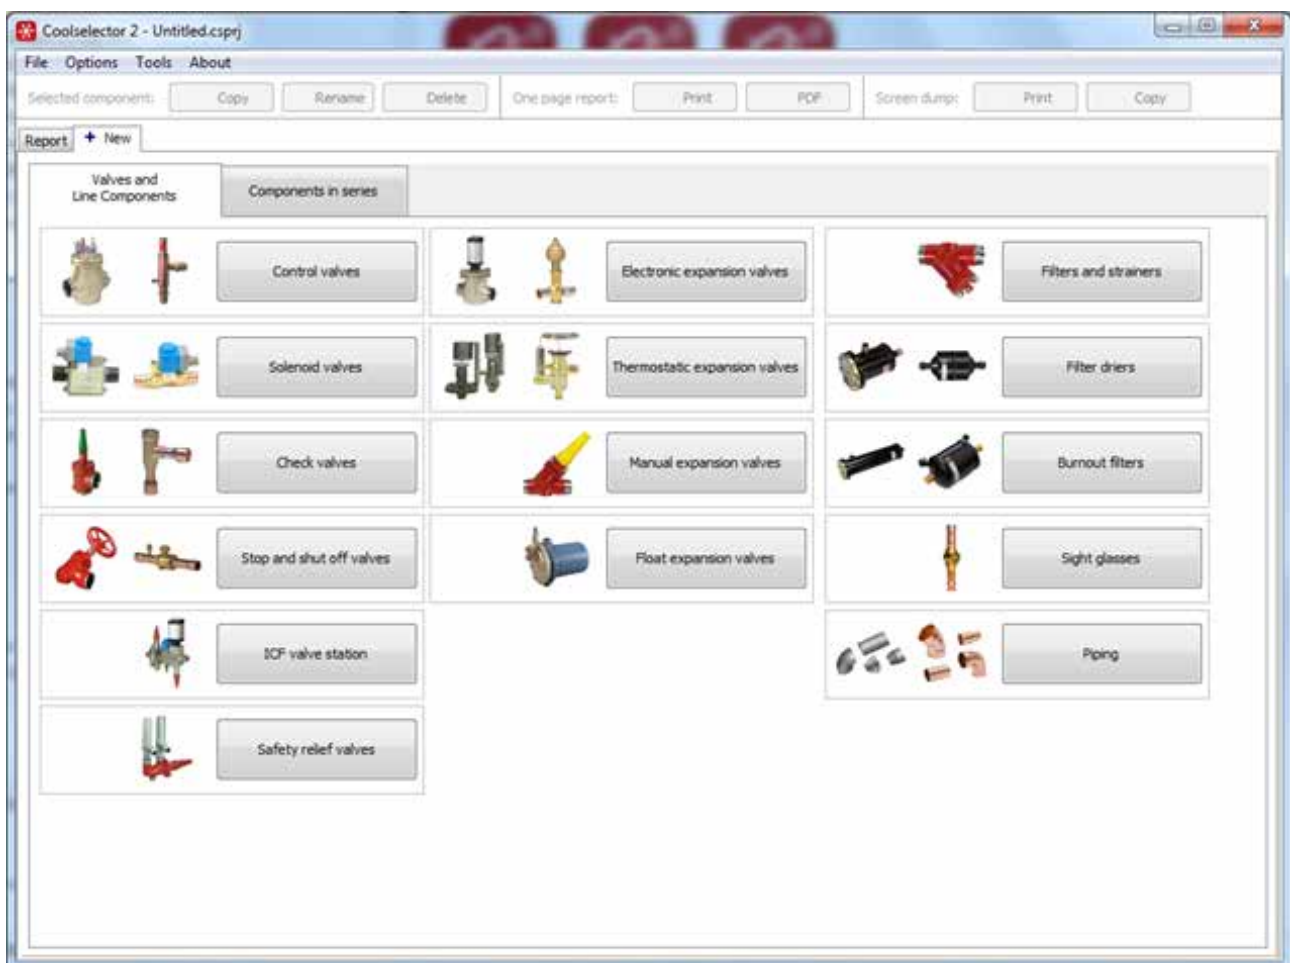 Coolselector 2 - Untitled.csprj
File Options Tools About
Selected component: Copy Rename Delete One page report: Print PDF Screen dump: Print Copy
Report + New
Valves and
Line Components
Components in series
Control valves
Electronic expansion valves
Filters and strainers
Solenoid valves
Thermostatic expansion valves
Filter driers
Check valves
Manual expansion valves
Burnout filters
Stop and shut off valves
Float expansion valves
Sight glasses
ICF valve station
Piping
Safety relief valves